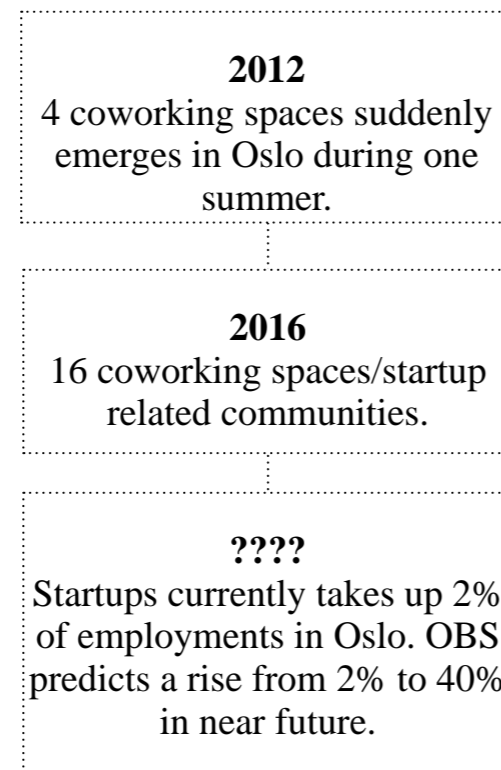 2012
4 coworking spaces suddenly
emerges in Oslo during one
summer.
2016
16 coworking spaces/startup
related communities.
????
Startups currently takes up 2%
of employments in Oslo. OBS
predicts a rise from 2% to 40%
in near future.